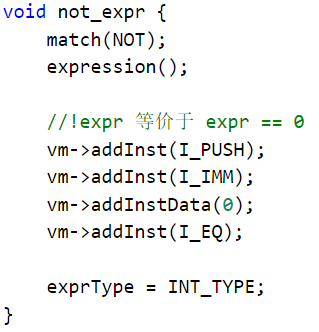 void not_expr {
    match(NOT);
    expression();

    //!expr 等价于 expr == 0
    vm->addInst(I_PUSH);
    vm->addInst(I_IMM);
    vm->addInstData(0);
    vm->addInst(I_EQ);

    exprType = INT_TYPE;
}